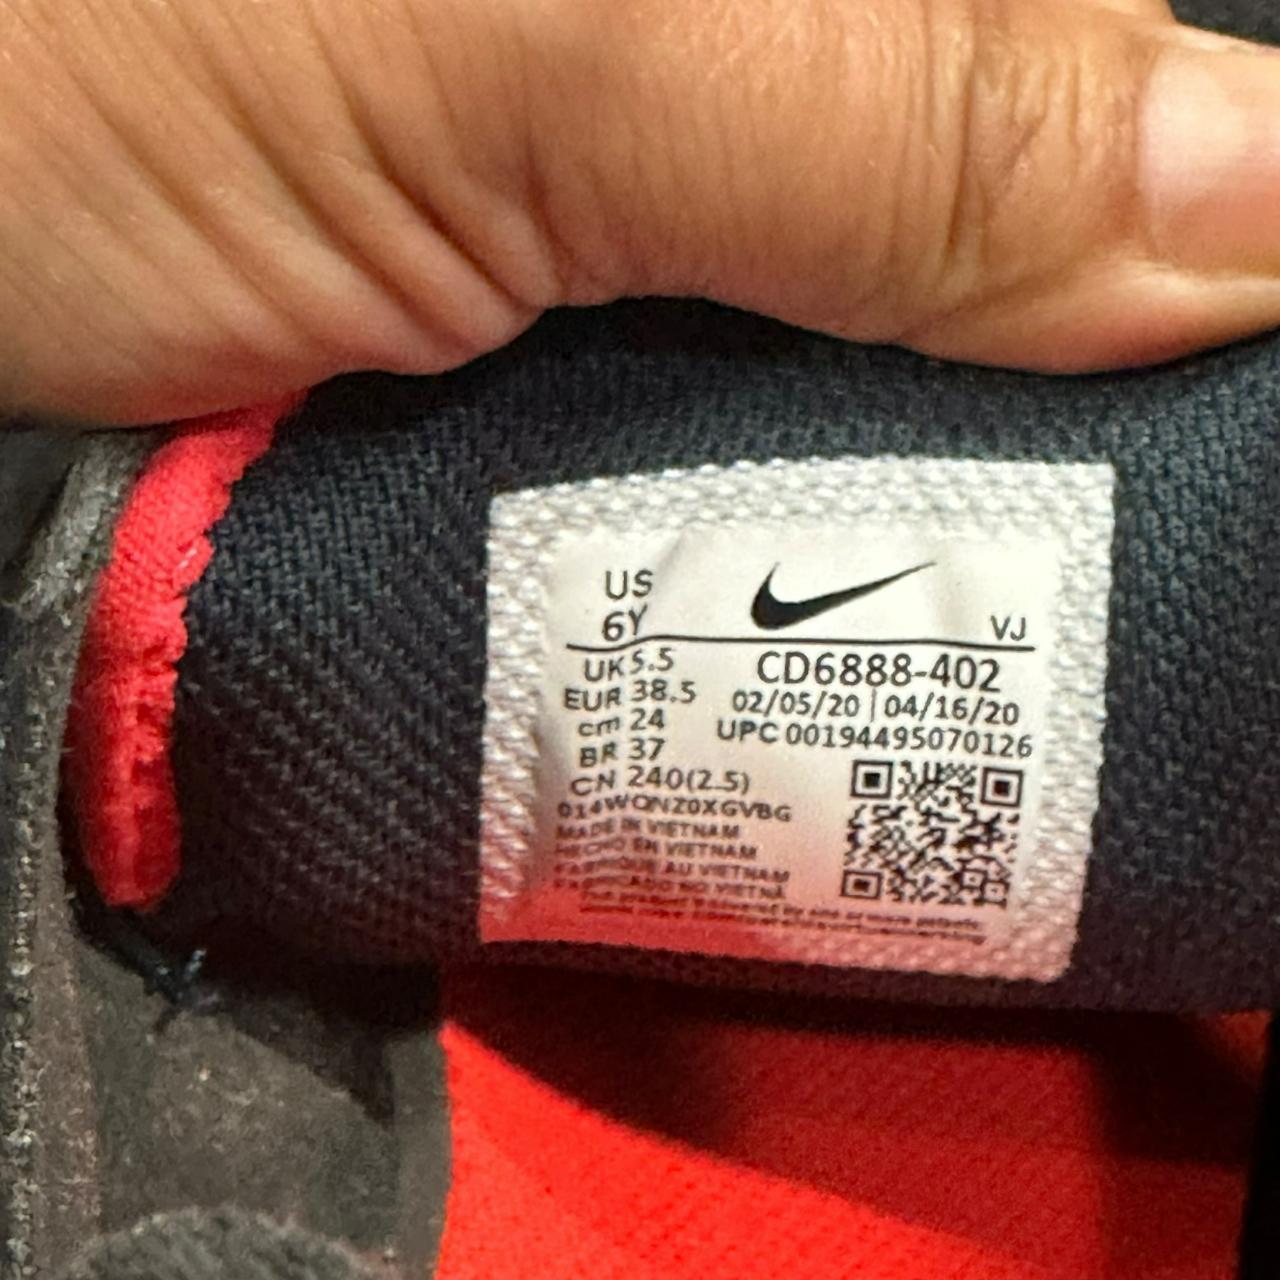 US
6Y
VJ
UK 5.5
EUR 38.5
cm 24
BR 37
CN 240(2.5)
CD6888-402
02/05/20 | 04/16/20
UPC 00194495070126
014WQNZ0XGVBG
MADE IN VIETNAM
HECHO EN VIETNAM
FABRIQUE AU VIETNAM
FABRICADO NO VIETNA